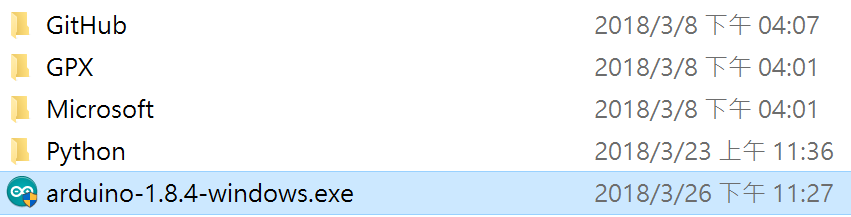 GitHub 2018/3/8 下午 04:07
GPX 2018/3/8 下午 04:01
Microsoft 2018/3/8 下午 04:01
Python 2018/3/23 上午 11:36
arduino-1.8.4-windows.exe 2018/3/26 下午 11:27